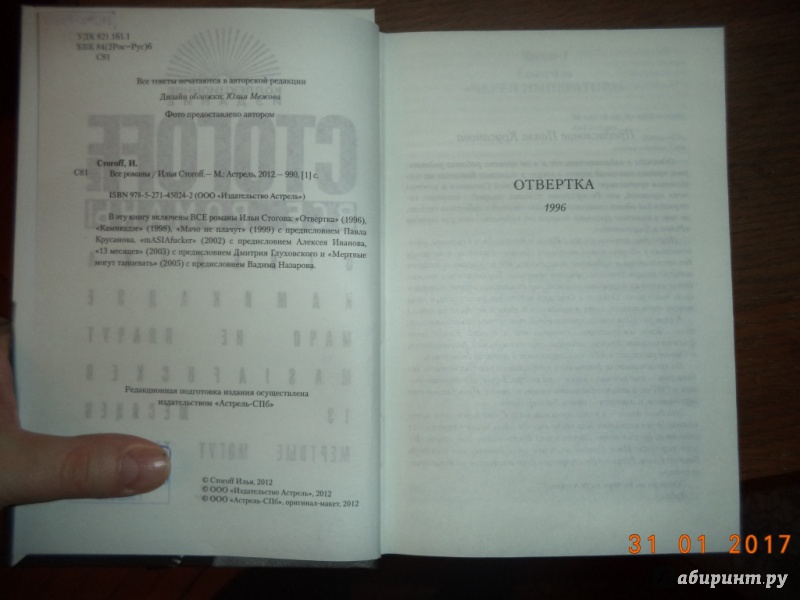 УДК 821.161.1
ББК 84(2Рос=Рус)6
С81
Все тексты печатаются в авторской редакции
Дизайн обложки: Юлия Межова
Фото предоставлено автором
Стогоff, И.
С81 Все романы / Илья Стогоff. — М.: Астрель, 2012. — 990, [1] с.
ISBN 978-5-271-45024-2 (ООО «Издательство Астрель»)
В эту книгу включены ВСЕ романы Ильи Стогова: «Отвертка» (1996),
«Камикадзе» (1998), «Мачо не плачут» (1999) с предисловием Павла
Крусанова, «mASIAfucker» (2002) с предисловием Алексея Иванова,
«13 месяцев» (2003) с предисловием Дмитрия Глуховского и «Мертвые
могут танцевать» (2005) с предисловием Вадима Назарова.
Редакционная подготовка издания осуществлена
издательством «Астрель-СПб»
© Стогоff Илья, 2012
© ООО «Издательство Астрель», 2012
© ООО «Астрель-СПб», оригинал-макет, 2012
ОТВЕРТКА
1996
31 01 2017
абиринт.ру